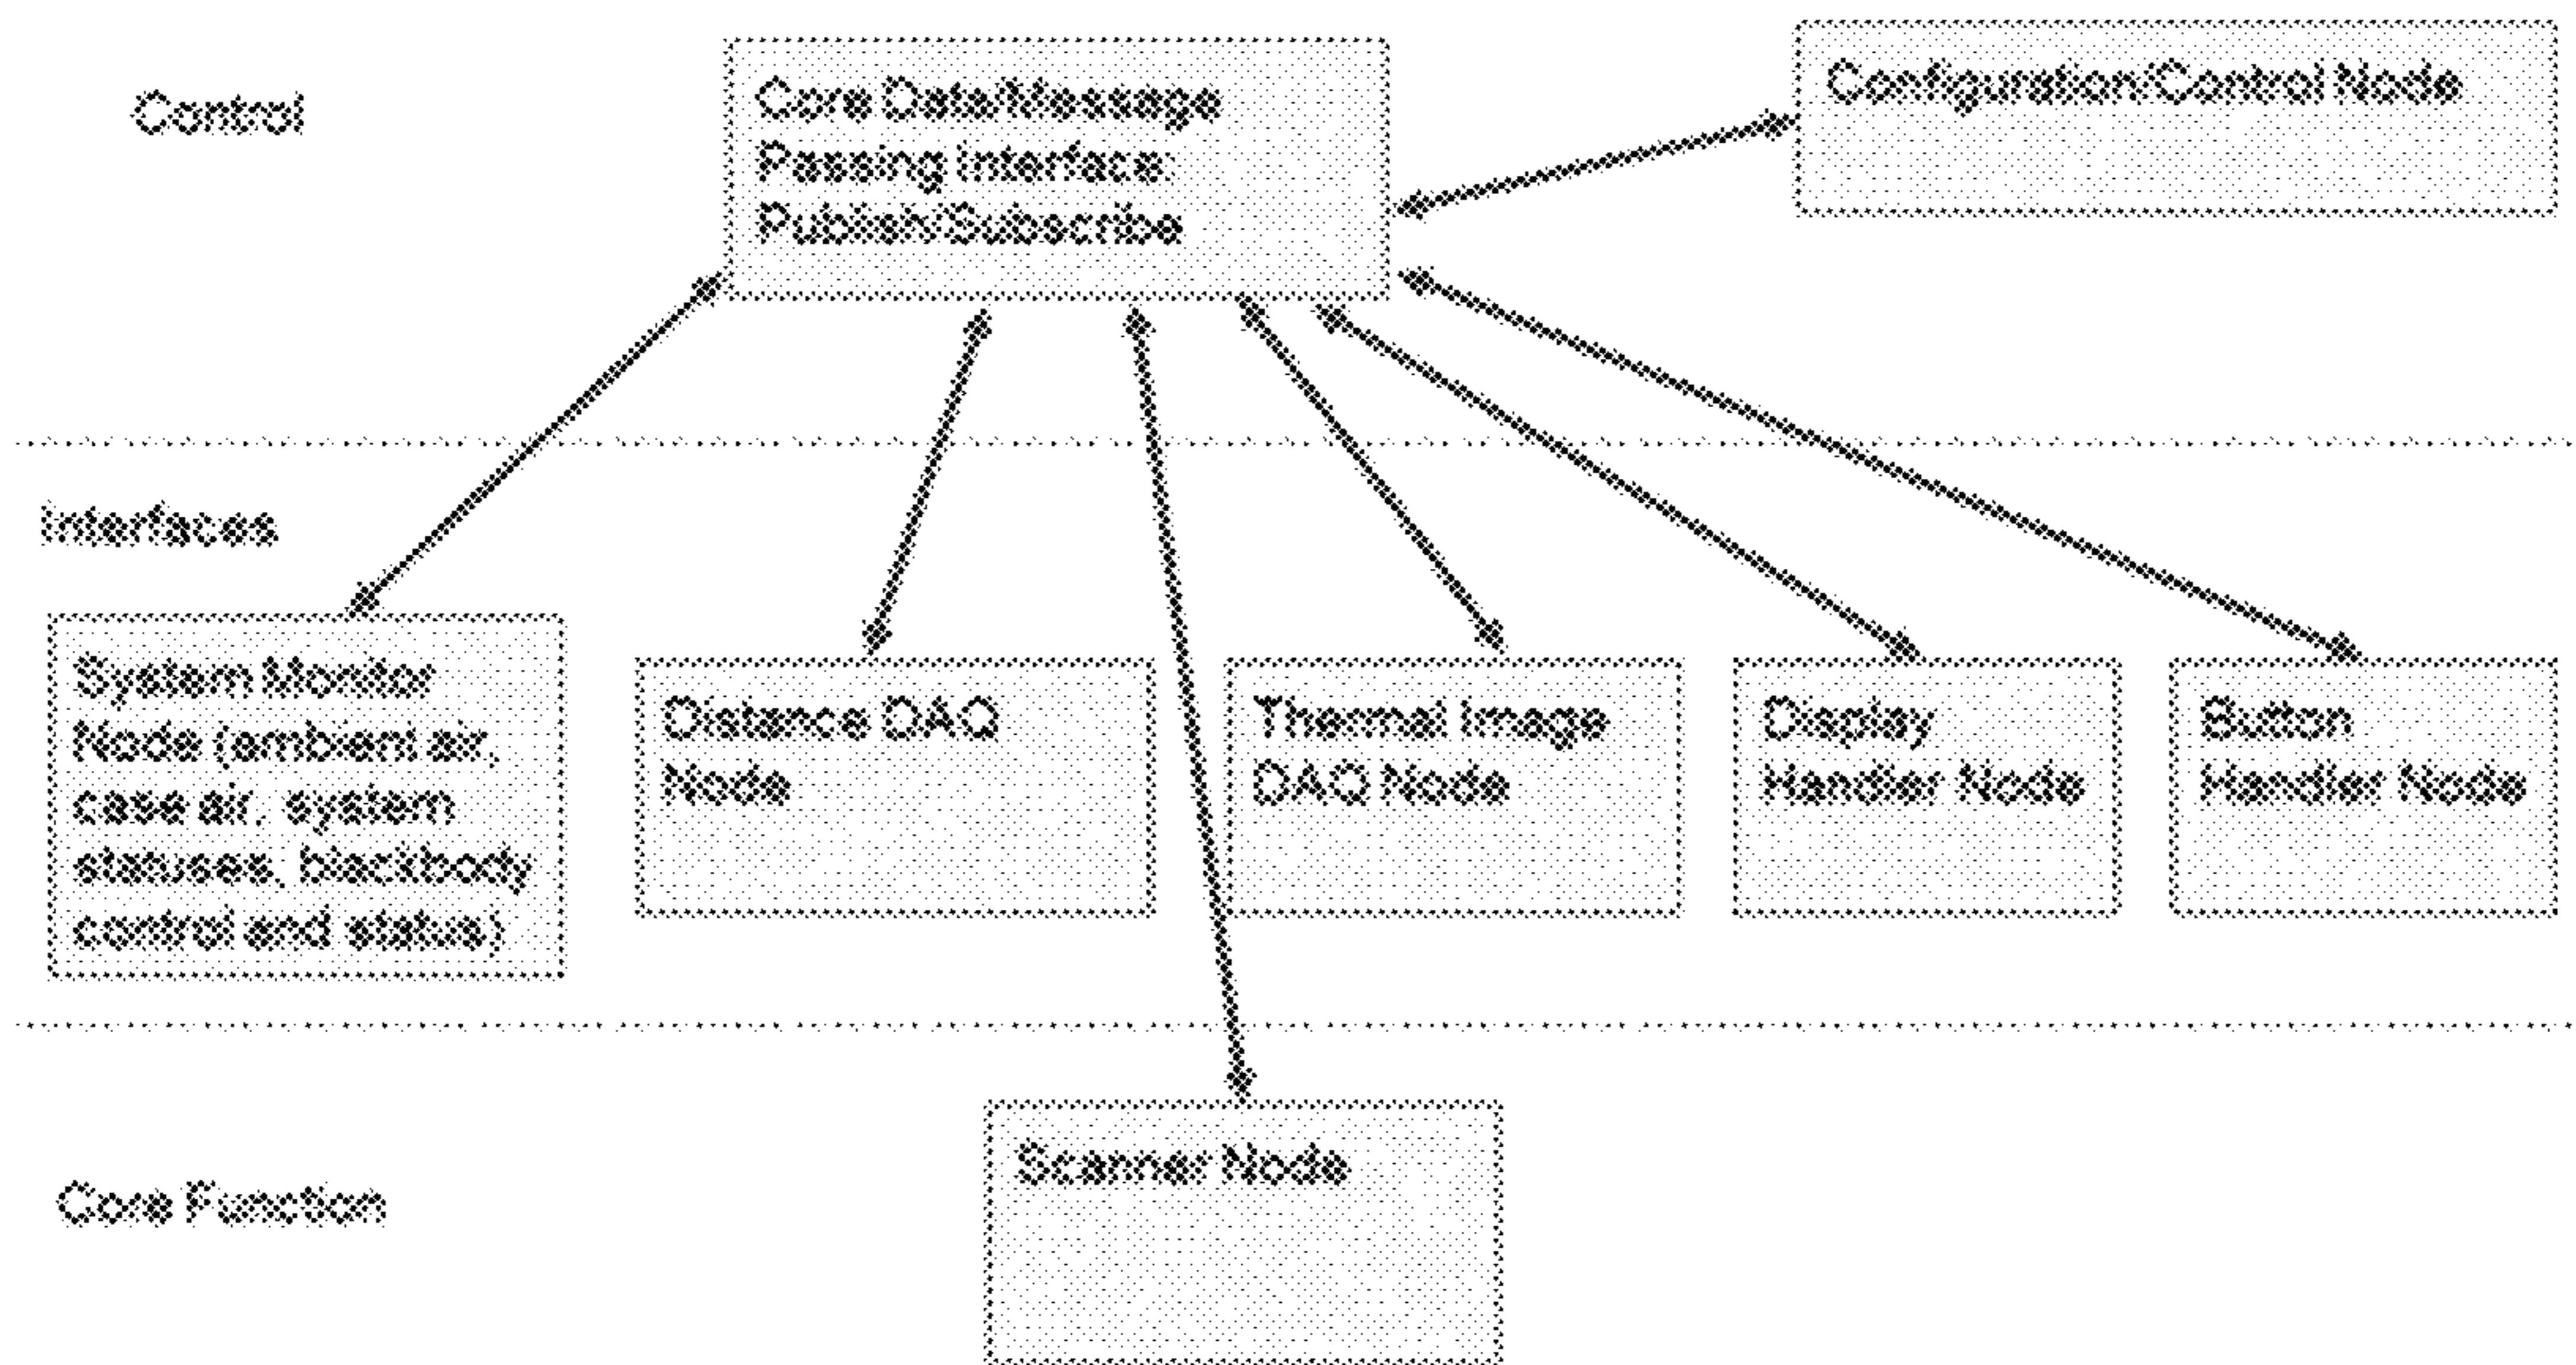 Control
Core Data/Message
Passing Interface:
Publish/Subscribe
Configuration/Control Node
Interfaces
System Monitor
Node (ambient air,
case air, system
statuses, blackbody
control and status)
Distance DAQ
Node
Thermal Image
DAQ Node
Display
Handler Node
Button
Handler Node
Core Function
Scanner Node